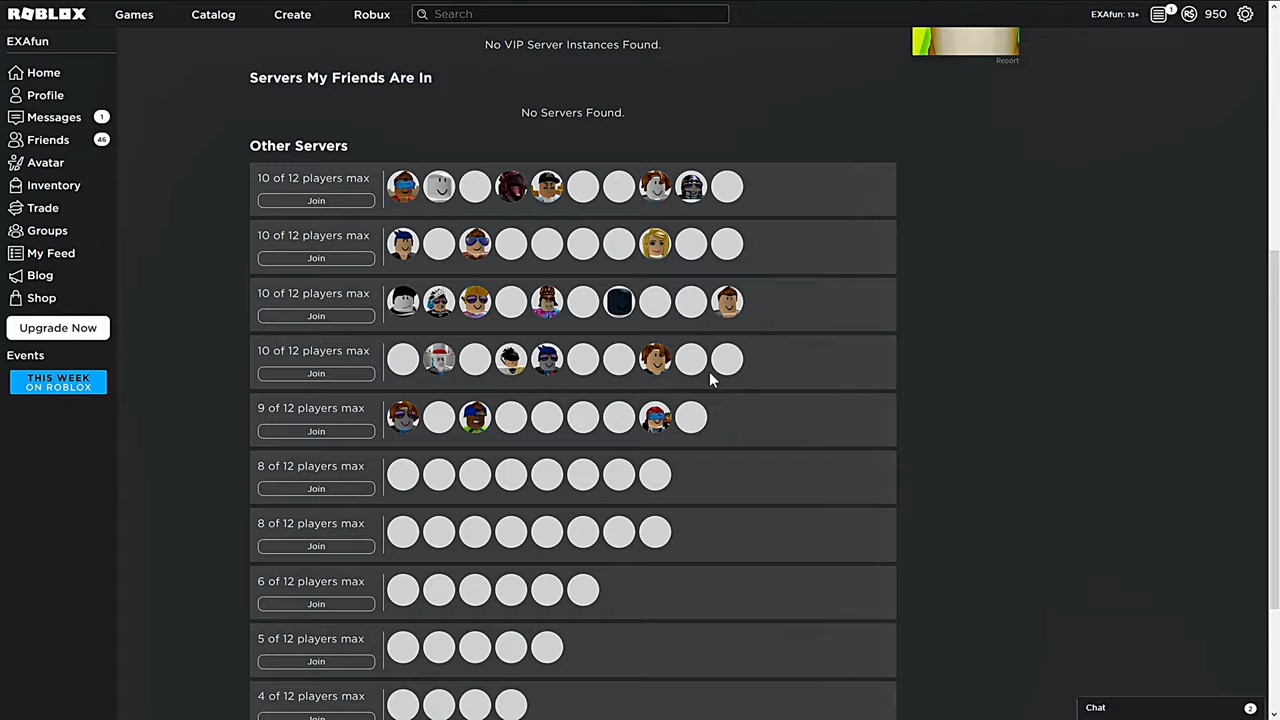 ROBLOX Games Catalog Create Robux Search EXAfun: 13+ 1 950
EXAfun
Home
Profile
Messages 1
Friends 46
Avatar
Inventory
Trade
Groups
My Feed
Blog
Shop
Upgrade Now
Events
THIS WEEK
ON ROBLOX
No VIP Server Instances Found.
Report
Servers My Friends Are In
No Servers Found.
Other Servers
10 of 12 players max
Join
10 of 12 players max
Join
10 of 12 players max
Join
10 of 12 players max
Join
9 of 12 players max
Join
8 of 12 players max
Join
8 of 12 players max
Join
6 of 12 players max
Join
5 of 12 players max
Join
4 of 12 players max
Join
Chat 2